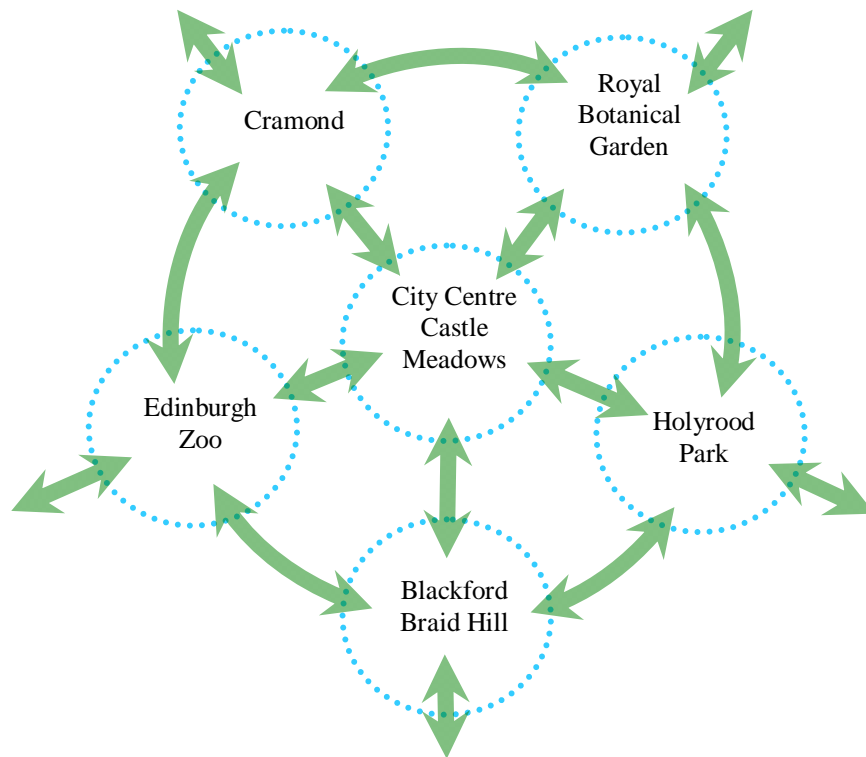 Cramond
Royal
Botanical
Garden
City Centre
Castle
Meadows
Edinburgh
Zoo
Holyrood
Park
Blackford
Braid Hill